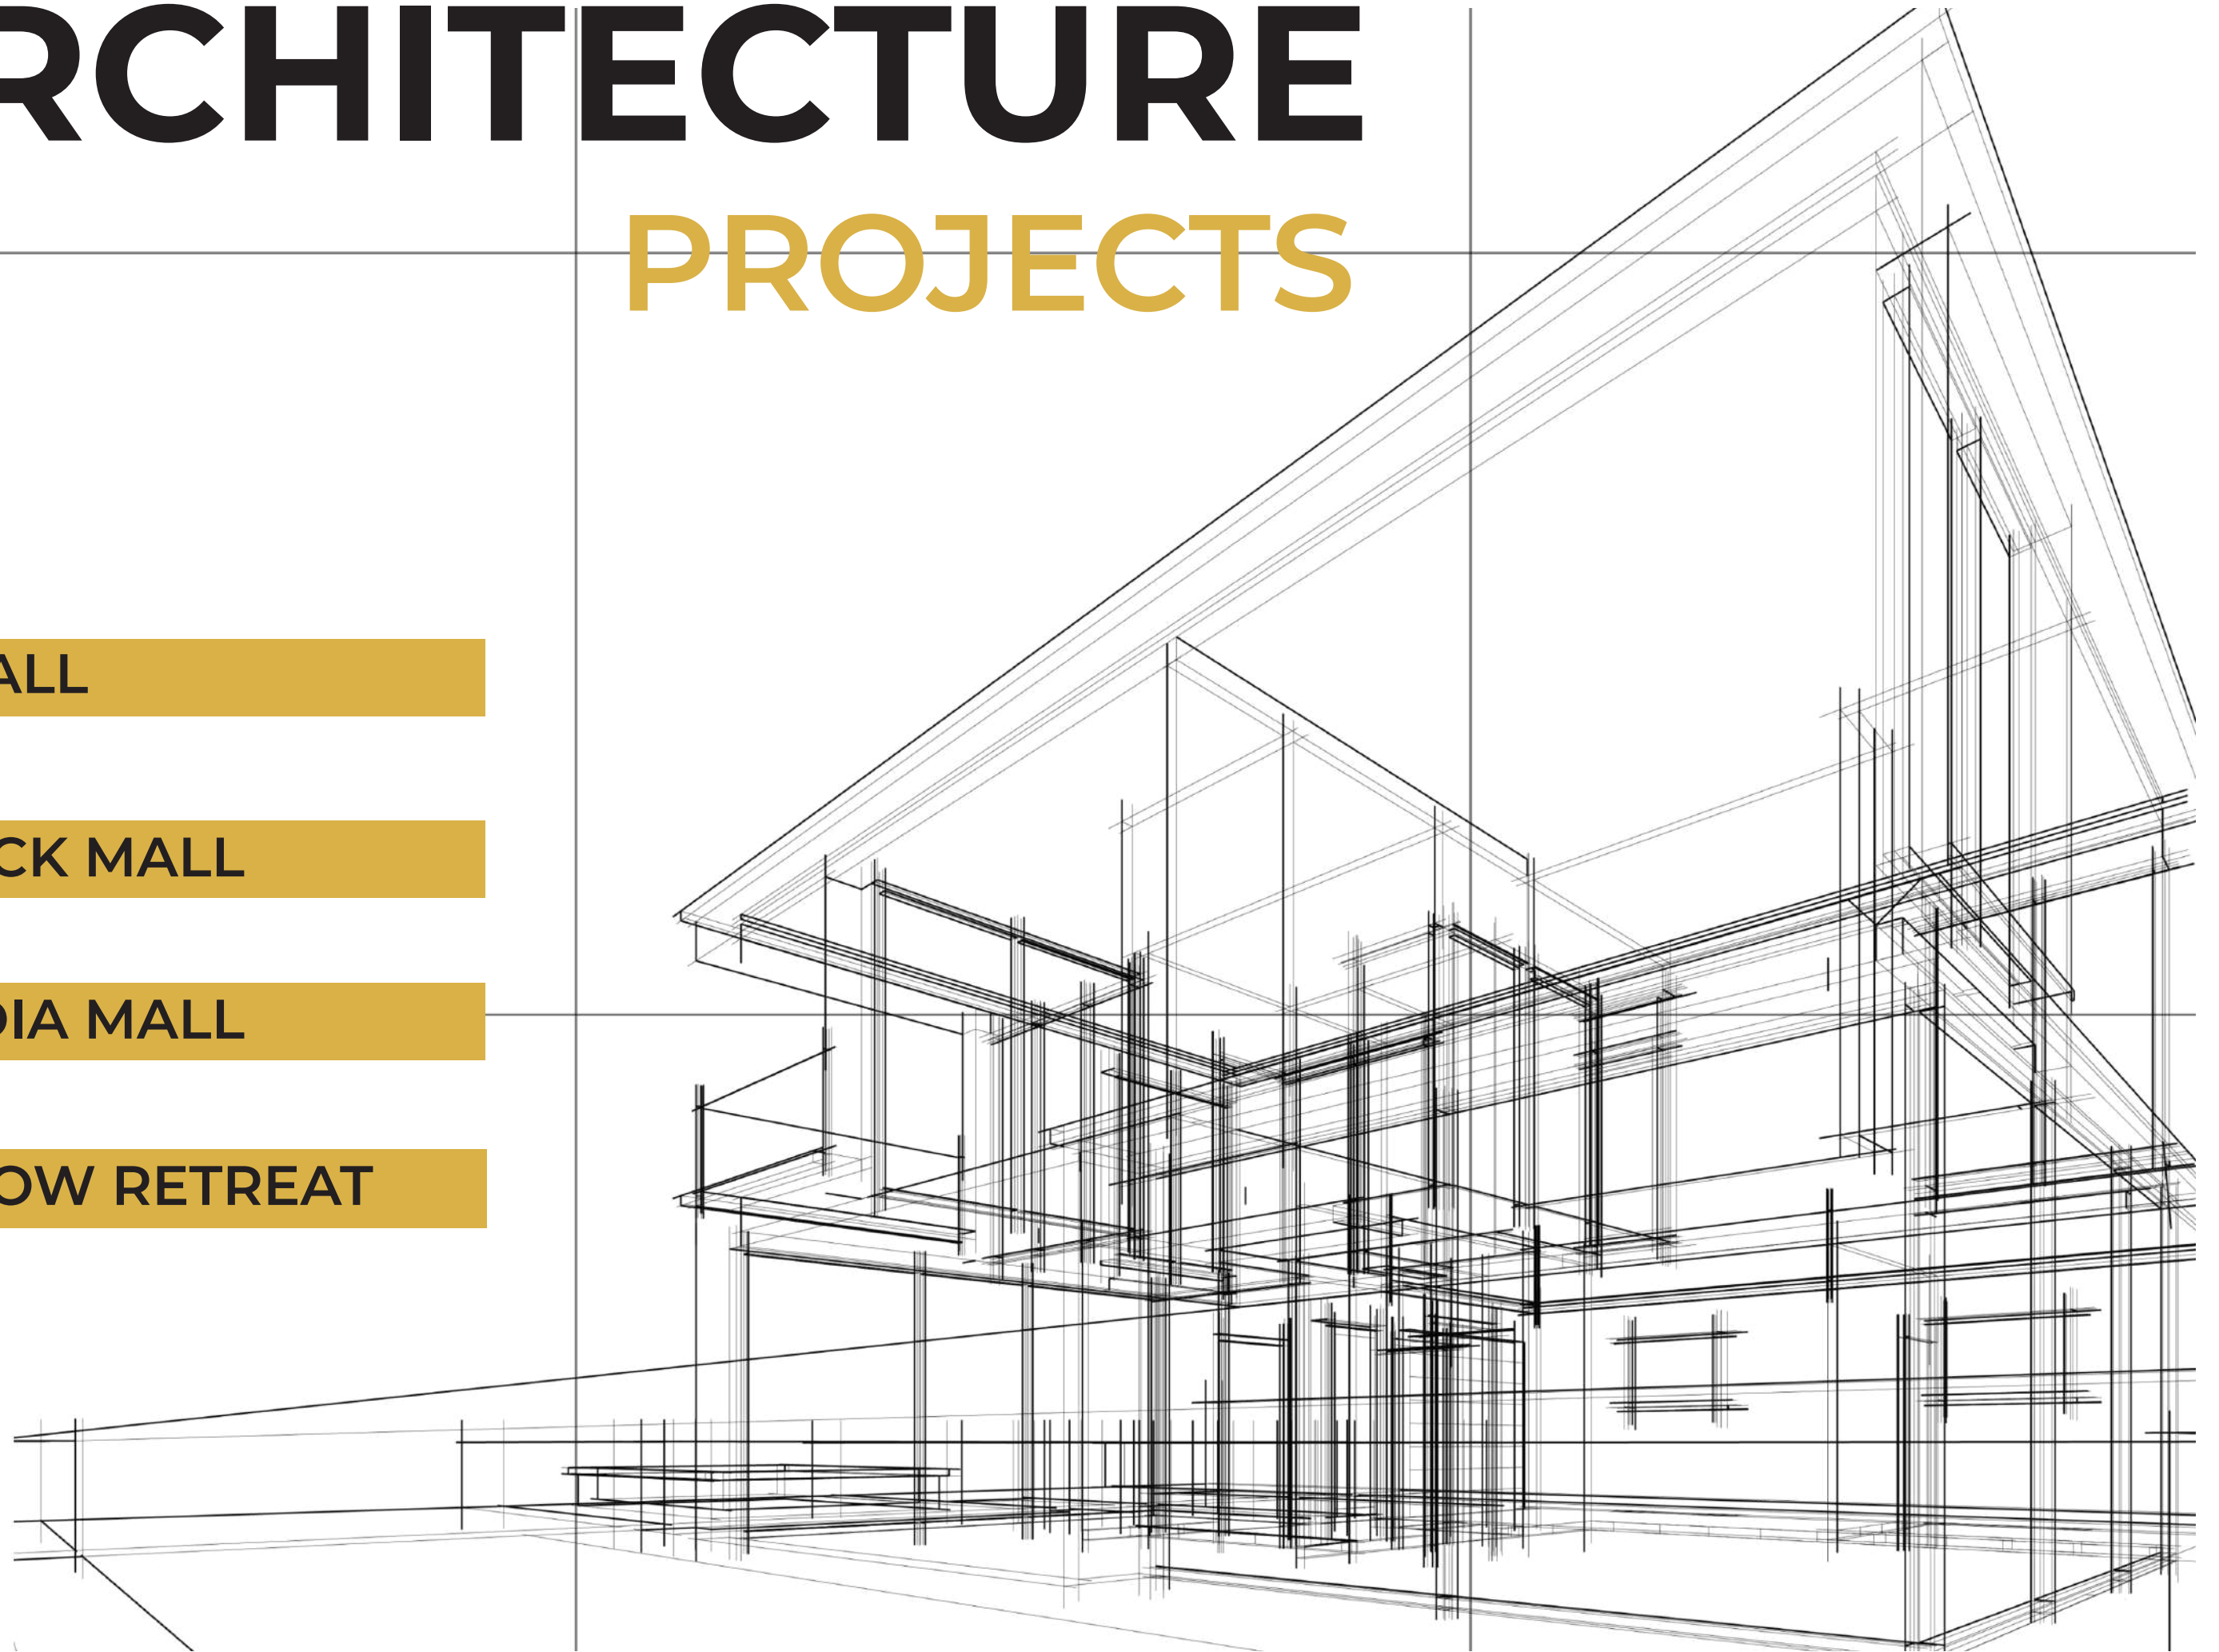 RCHITECTURE
PROJECTS
ALL
CK MALL
DIA MALL
OW RETREAT